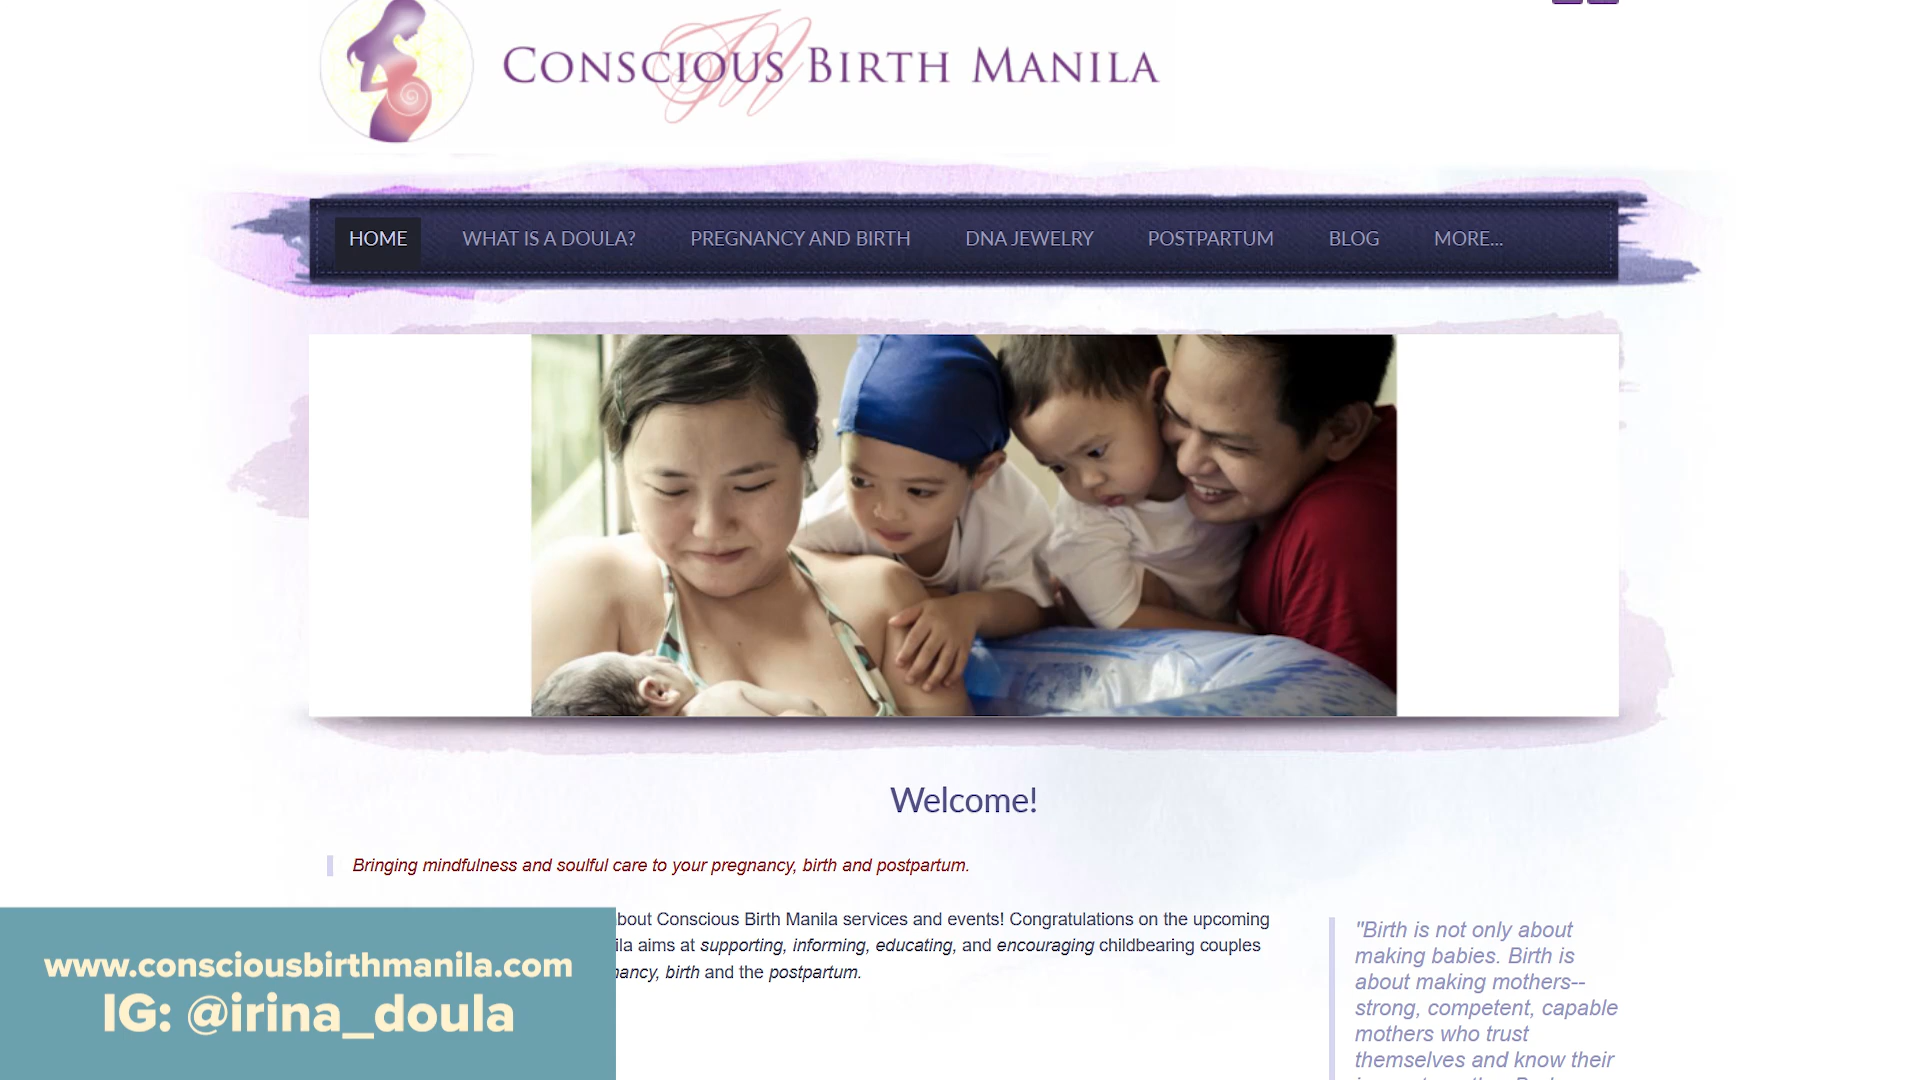 CONSCIOUS BIRTH MANILA
HOME WHAT IS A DOULA? PREGNANCY AND BIRTH DNA JEWELRY POSTPARTUM BLOG MORE...
Welcome!
Bringing mindfulness and soulful care to your pregnancy, birth and postpartum.
Conscious Birth Manila services and events! Congratulations on the upcoming
aims at supporting, informing, educating, and encouraging childbearing couples
birth and the postpartum.
"Birth is not only about
making babies. Birth is
about making mothers--
strong, competent, capable
mothers who trust
themselves and know their
www.consciousbirthmanila.com
IG: @irina_doula